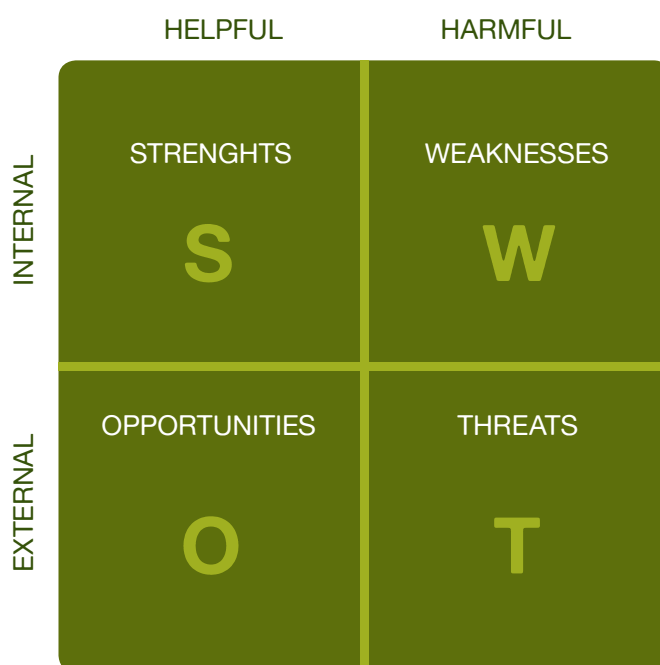 HELPFUL HARMFUL
INTERNAL
STRENGHTS WEAKNESSES
S W
EXTERNAL
OPPORTUNITIES THREATS
O T